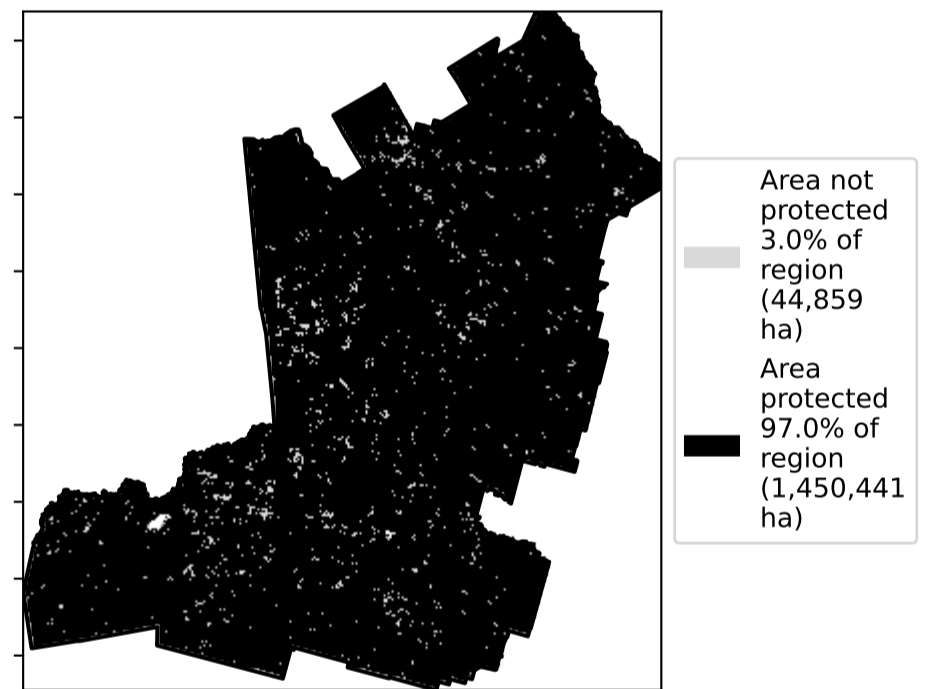 Area not
protected
3.0% of
region
(44,859
ha)
Area
protected
97.0% of
region
(1,450,441
ha)